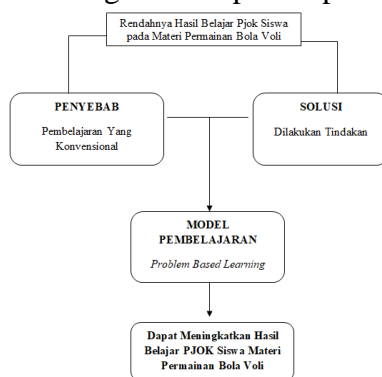 Rendahnya Hasil Belajar Pjok Siswa
pada Materi Permainan Bola Voli
PENYEBAB
Pembelajaran Yang
Konvensional
SOLUSI
Dilakukan Tindakan
MODEL
PEMBELAJARAN
Problem Based Learning
Dapat Meningkatkan Hasil
Belajar PJOK Siswa Materi
Permainan Bola Voli